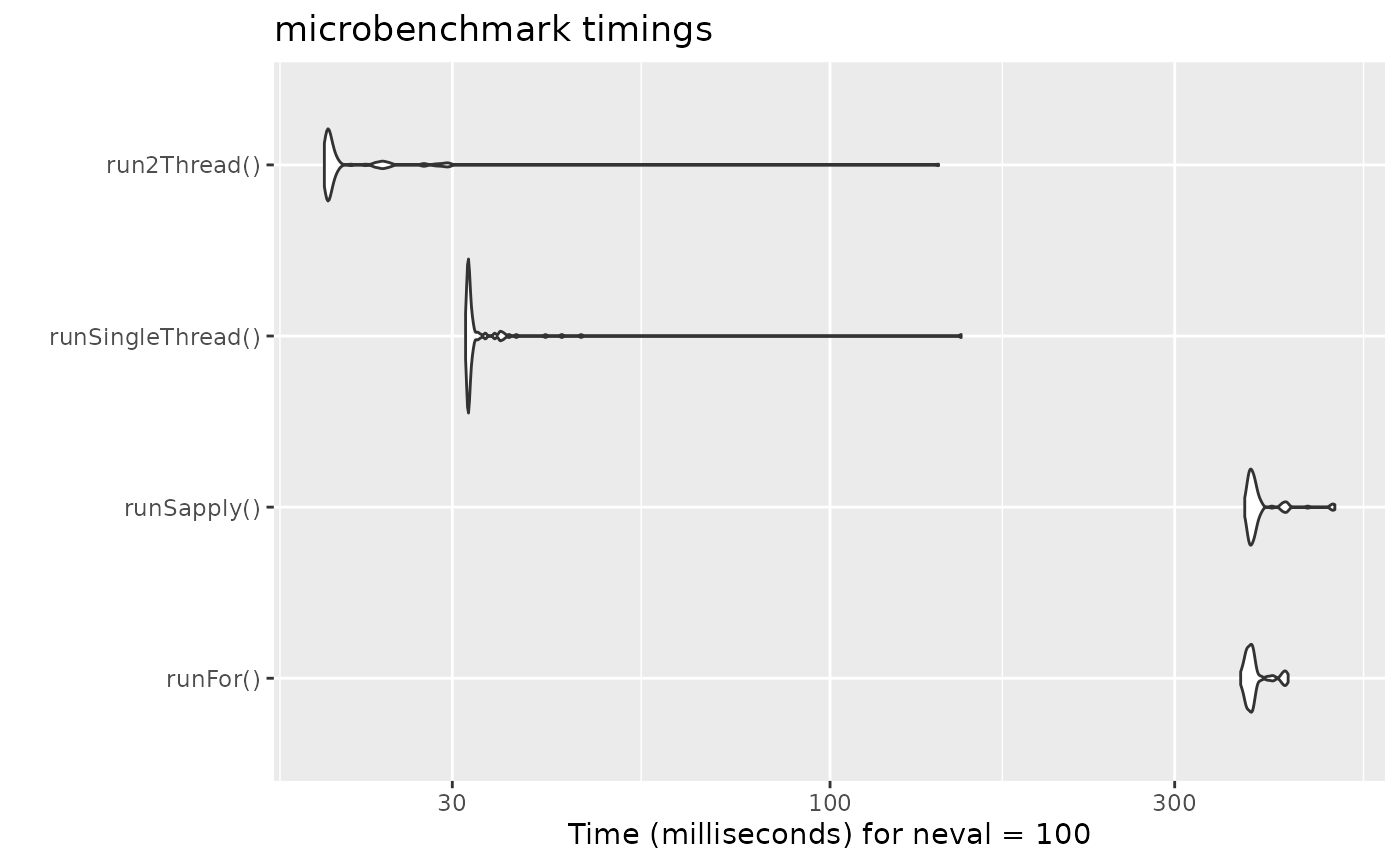 microbenchmark timings
run2Thread()
runSingleThread()
runSapply()
runFor()
30 100 300
Time (milliseconds) for neval = 100